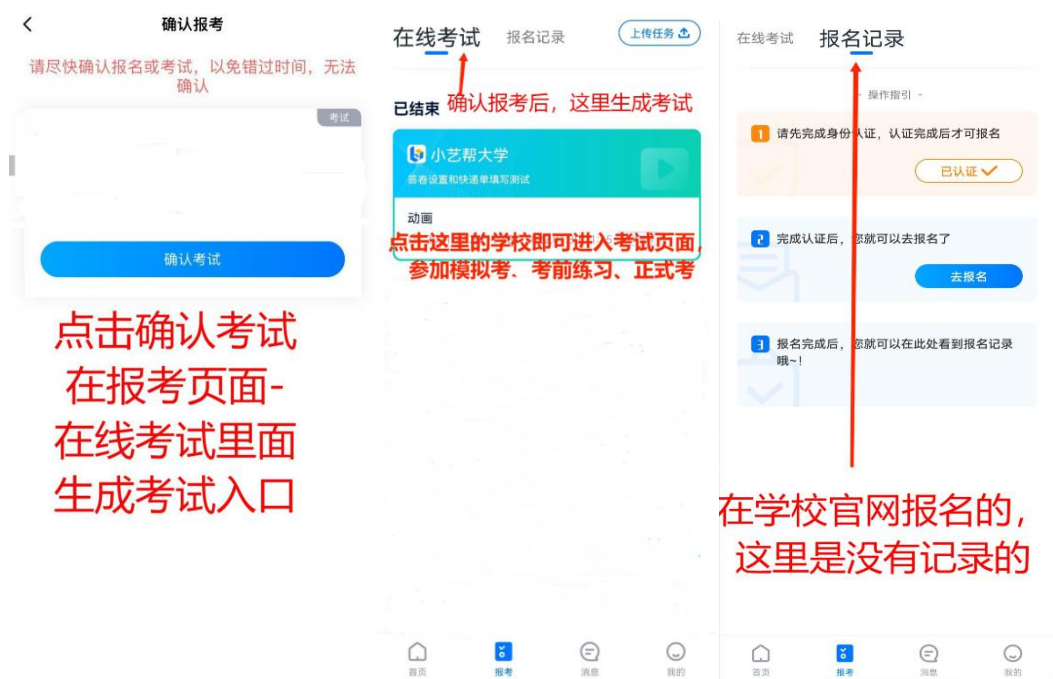 确认报考
请尽快确认报名或考试，以免错过时间，无法
确认
考试
确认考试
点击确认考试
在报考页面-
在线考试里面
生成考试入口
在线考试 报名记录 上传任务
已结束 确认报考后，这里生成考试
小艺帮大学
答卷设置和快递单填写测试
动画
点击这里的学校即可进入考试页面，
参加模拟考、考前练习、正式考
首页 报考 消息 我的
在线考试 报名记录
- 操作指引 -
1 请先完成身份认证，认证完成后才可报名
已认证
2 完成认证后，您就可以去报名了
去报名
3 报名完成后，您就可以在此处看到报名记录
哦~！
在学校官网报名的，
这里是没有记录的
首页 报考 消息 我的